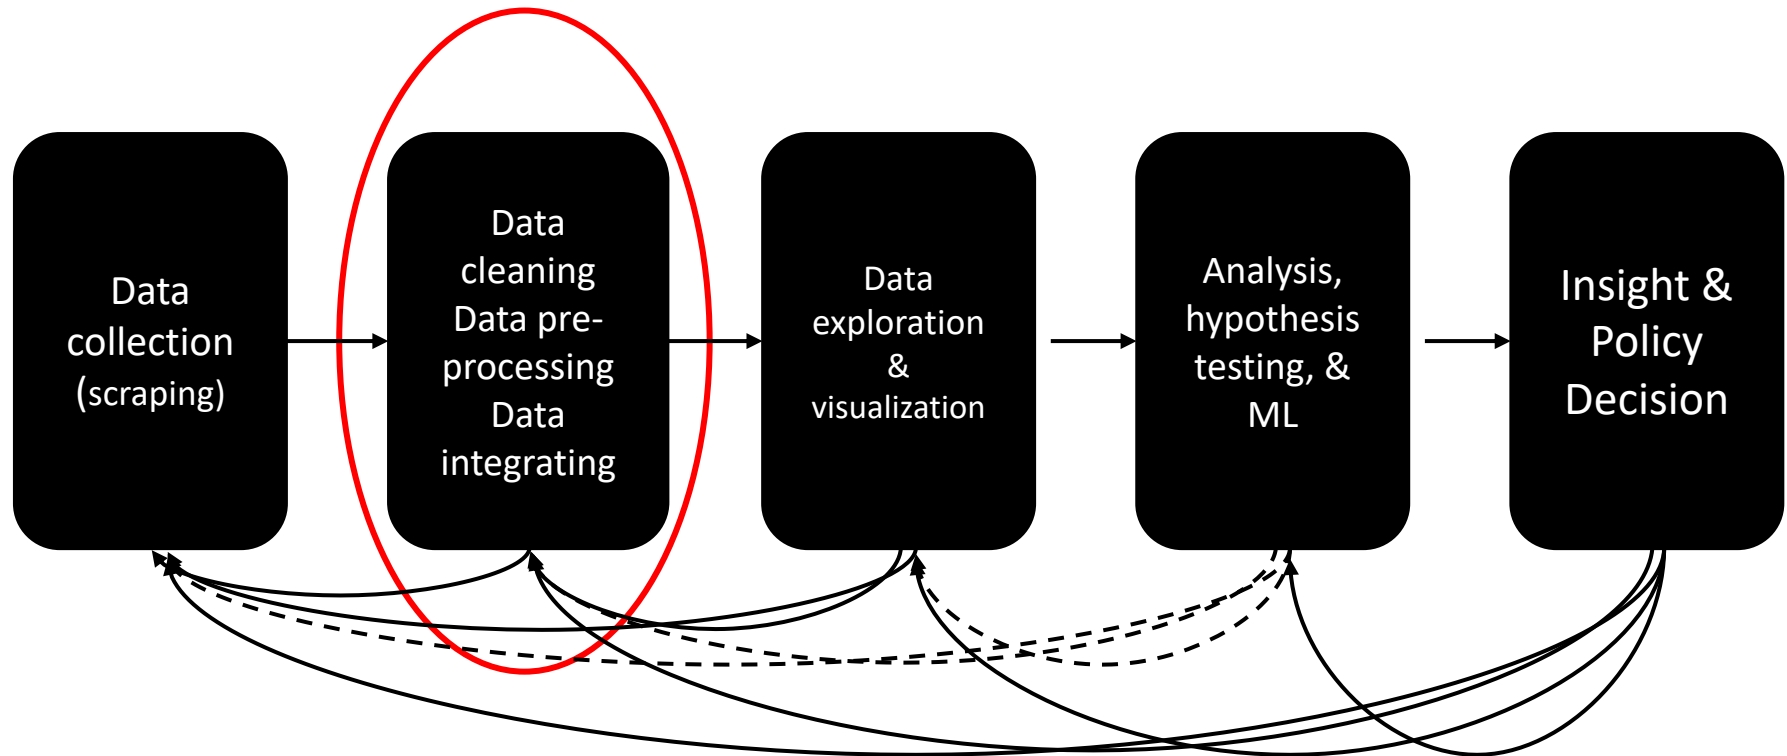 Data
collection
(scraping)
Data
cleaning
Data pre-
processing
Data
integrating
Data
exploration
&
visualization
Analysis,
hypothesis
testing, &
ML
Insight &
Policy
Decision